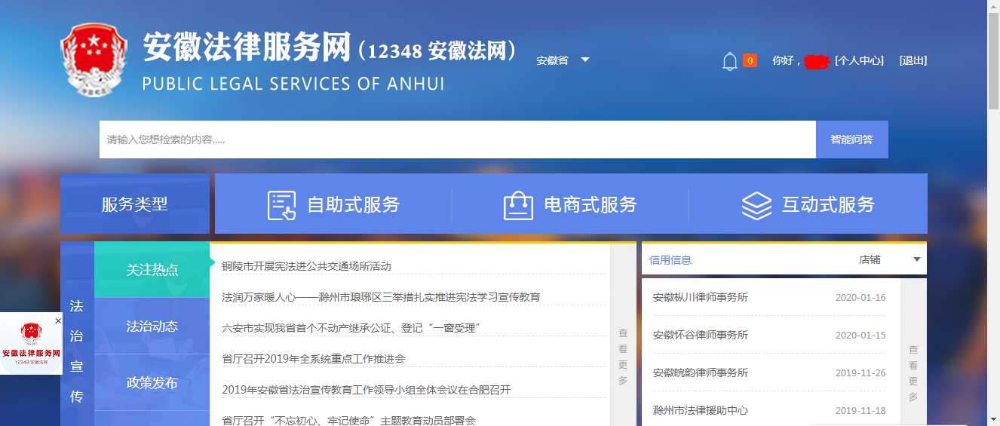 安徽法律服务网（12348 安徽法网）
PUBLIC LEGAL SERVICES OF ANHUI
安徽省
0 你好， [个人中心] [退出]
请输入您想检索的内容.....
智能问答
服务类型
自助式服务
电商式服务
互动式服务
法治宣传
关注热点
法治动态
政策发布
铜陵市开展宪法进公共交通场所活动
法润万家暖人心——滁州市琅琊区三举措扎实推进宪法学习宣传教育
六安市实现我省首个不动产继承公证、登记“一窗受理”
省厅召开2019年全系统重点工作推进会
2019年安徽省法治宣传教育工作领导小组全体会议在合肥召开
省厅召开“不忘初心、牢记使命”主题教育动员部署会
查看更多
信用信息 店铺
安徽枞川律师事务所 2020-01-16
安徽怀谷律师事务所 2020-01-15
安徽皖韵律师事务所 2019-11-26
滁州市法律援助中心 2019-11-18
查看更多
安徽法律服务网
12348 安徽法网